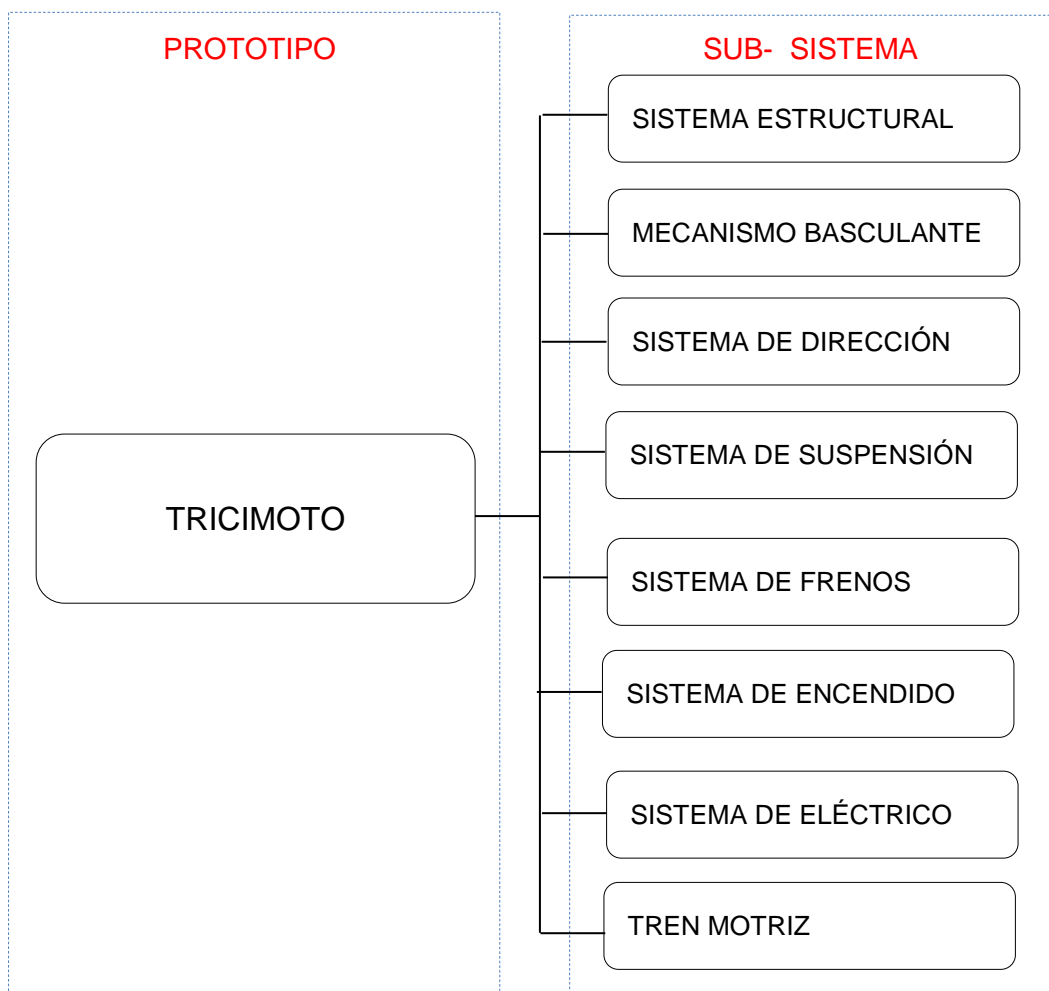 PROTOTIPO
SUB- SISTEMA
TRICIMOTO
SISTEMA ESTRUCTURAL
MECANISMO BASCULANTE
SISTEMA DE DIRECCIÓN
SISTEMA DE SUSPENSIÓN
SISTEMA DE FRENOS
SISTEMA DE ENCENDIDO
SISTEMA DE ELÉCTRICO
TREN MOTRIZ